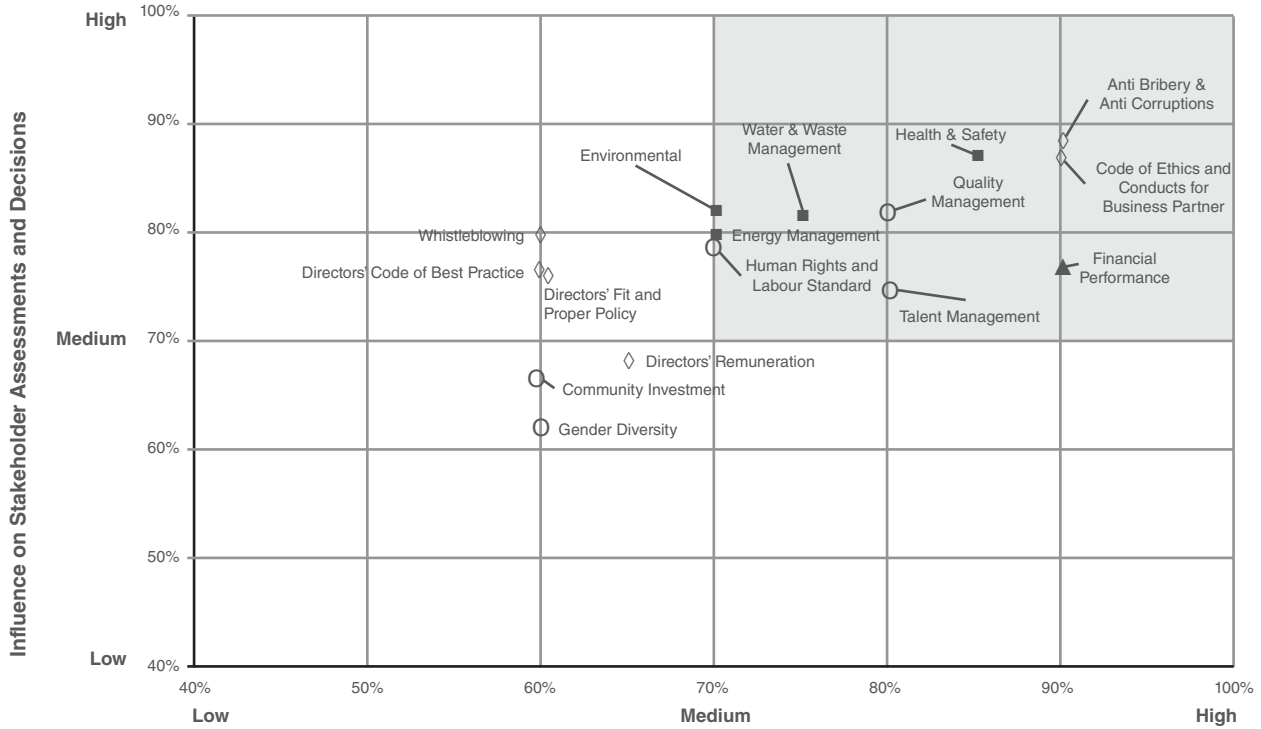 Influence on Stakeholder Assessments and Decisions
High
100%
90%
80%
Medium
70%
60%
50%
Low
40%
Anti Bribery &
Anti Corruptions
Water & Waste
Management
Health & Safety
Environmental
Code of Ethics and
Conducts for
Business Partner
Quality
Management
Whistleblowing
Energy Management
Directors' Code of Best Practice
Human Rights and
Labour Standard
Financial
Performance
Directors' Fit and
Proper Policy
Talent Management
Directors' Remuneration
Community Investment
Gender Diversity
40%
50%
60%
70%
80%
90%
100%
Low
Medium
High